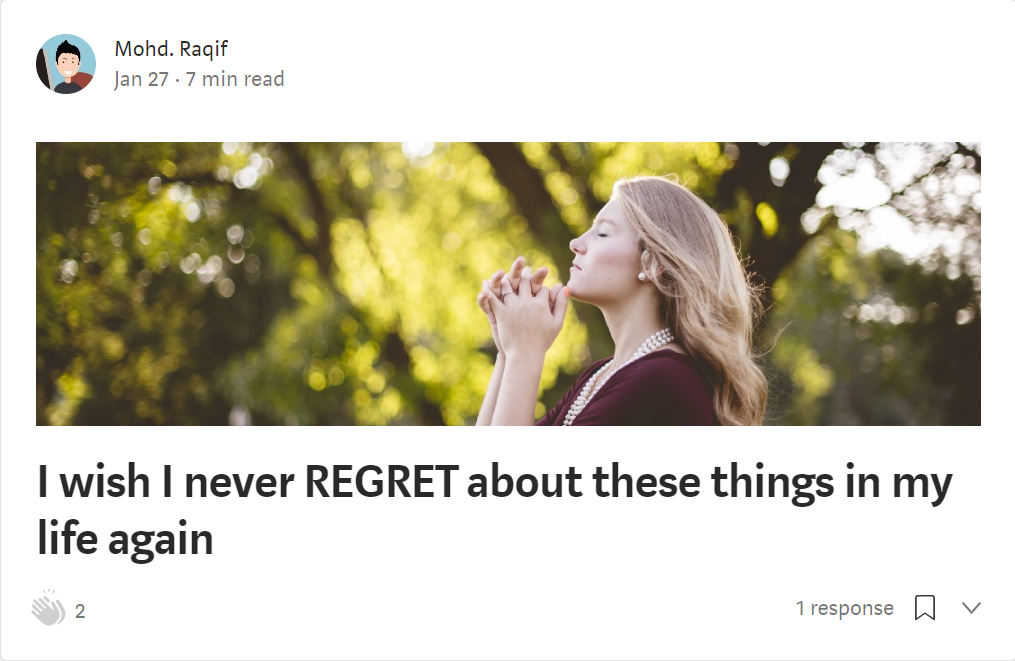 Mohd. Raqif
Jan 27 · 7 min read
I wish I never REGRET about these things in my
life again
2
1 response